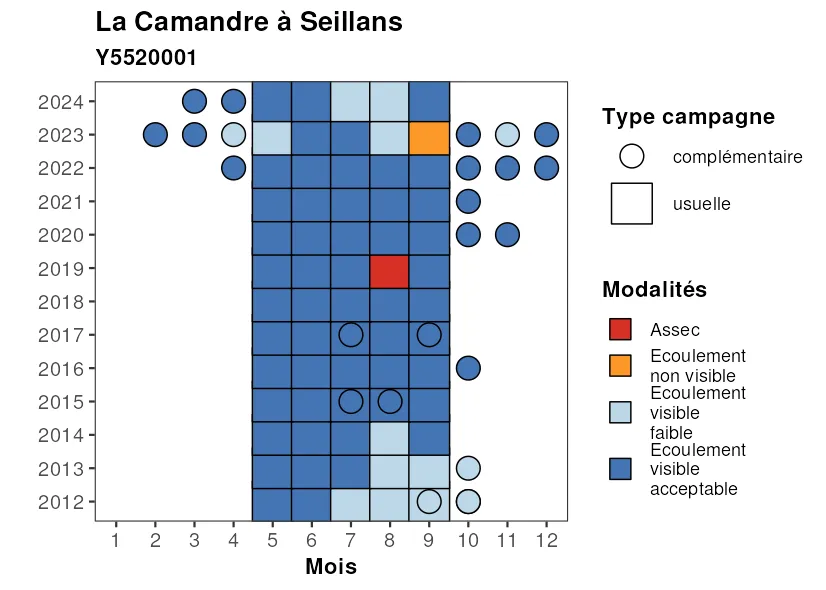 La Camandre à Seillans
Y5520001
2024
2023
2022
2021
2020
2019
2018
2017
2016
2015
2014
2013
2012
1 2 3 4 5 6 7 8 9 10 11 12
Mois
Type campagne
complémentaire
usuelle
Modalités
Assec
Ecoulement
non visible
Ecoulement
visible
faible
Ecoulement
visible
acceptable